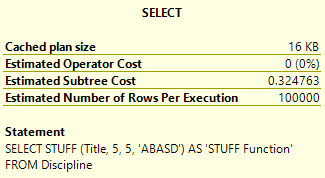 SELECT
Cached plan size 16 KB
Estimated Operator Cost 0 (0%)
Estimated Subtree Cost 0.324763
Estimated Number of Rows Per Execution 100000
Statement
SELECT STUFF (Title, 5, 5, 'ABASD') AS 'STUFF Function'
FROM Discipline